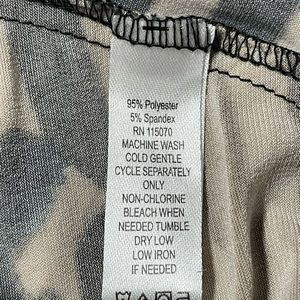 95% Polyester
5% Spandex
RN 115070
MACHINE WASH
COLD GENTLE
CYCLE SEPARATELY
ONLY
NON-CHLORINE
BLEACH WHEN
NEEDED TUMBLE
DRY LOW
LOW IRON
IF NEEDED